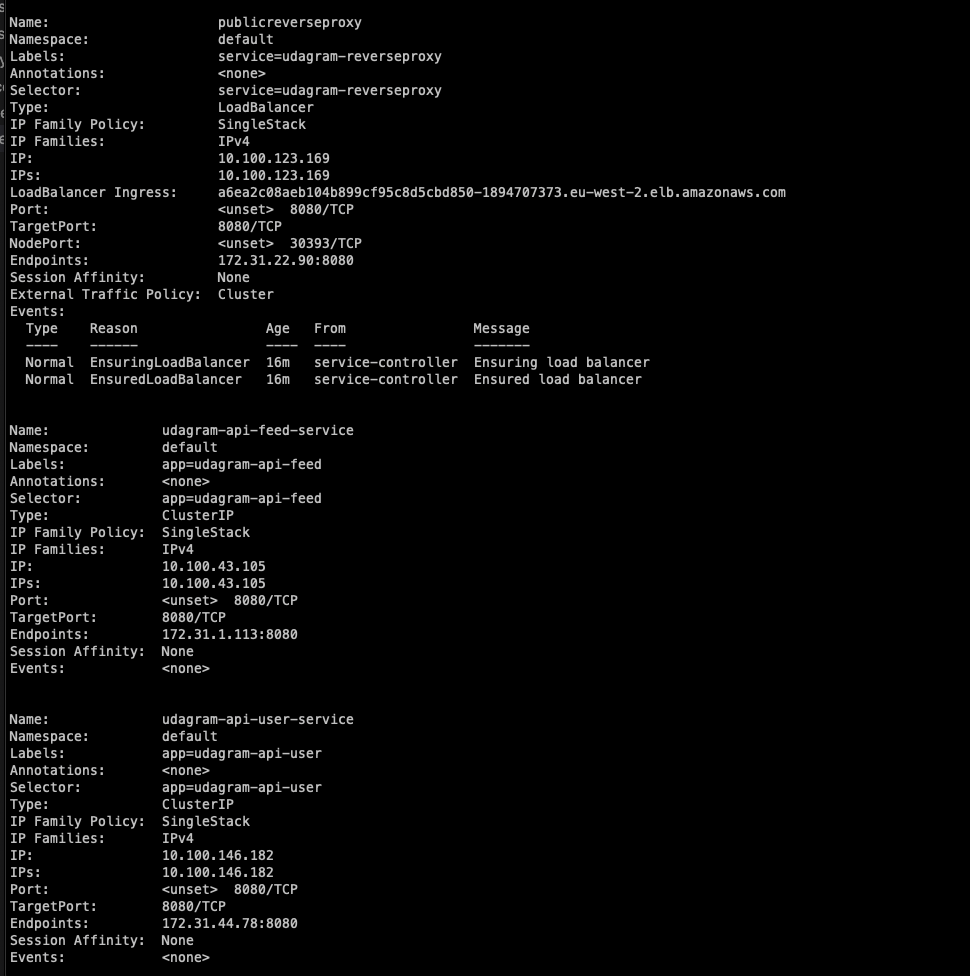 Name: publicreverseproxy
Namespace: default
Labels: service=udagram-reverseproxy
Annotations: <none>
Selector: service=udagram-reverseproxy
Type: LoadBalancer
IP Family Policy: SingleStack
IP Families: IPv4
IP: 10.100.123.169
IPs: 10.100.123.169
LoadBalancer Ingress: a6ea2c08aeb104b899cf95c8d5cbd850-1894707373.eu-west-2.elb.amazonaws.com
Port: <unset> 8080/TCP
TargetPort: 8080/TCP
NodePort: <unset> 30393/TCP
Endpoints: 172.31.22.90:8080
Session Affinity: None
External Traffic Policy: Cluster
Events:
Type Reason Age From Message
---- ------ ---- ---- -------
Normal EnsuringLoadBalancer 16m service-controller Ensuring load balancer
Normal EnsuredLoadBalancer 16m service-controller Ensured load balancer
Name: udagram-api-feed-service
Namespace: default
Labels: app=udagram-api-feed
Annotations: <none>
Selector: app=udagram-api-feed
Type: ClusterIP
IP Family Policy: SingleStack
IP Families: IPv4
IP: 10.100.43.105
IPs: 10.100.43.105
Port: <unset> 8080/TCP
TargetPort: 8080/TCP
Endpoints: 172.31.1.113:8080
Session Affinity: None
Events: <none>
Name: udagram-api-user-service
Namespace: default
Labels: app=udagram-api-user
Annotations: <none>
Selector: app=udagram-api-user
Type: ClusterIP
IP Family Policy: SingleStack
IP Families: IPv4
IP: 10.100.146.182
IPs: 10.100.146.182
Port: <unset> 8080/TCP
TargetPort: 8080/TCP
Endpoints: 172.31.44.78:8080
Session Affinity: None
Events: <none>